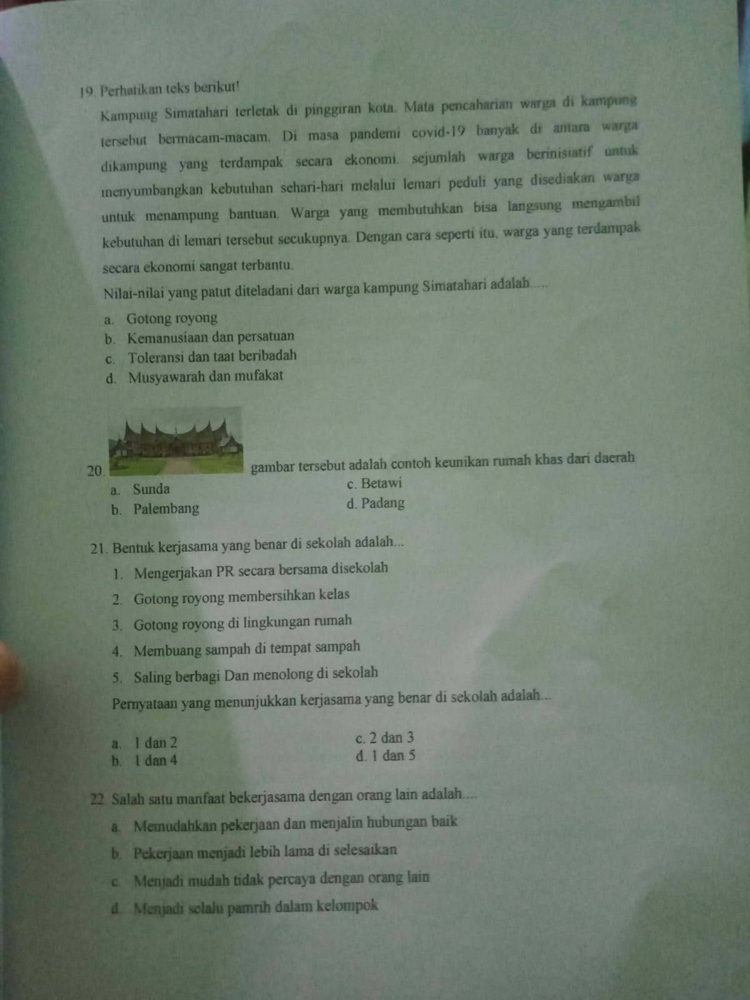 19. Perhatikan teks berikut!
Kampung Simatahari terletak di pinggiran kota. Mata pencaharian warga di kampung
tersebut bermacam-macam. Di masa pandemi covid-19 banyak di antara warga
dikampung yang terdampak secara ekonomi. sejumlah warga berinisiatif untuk
menyumbangkan kebutuhan sehari-hari melalui lemari peduli yang disediakan warga
untuk menampung bantuan. Warga yang membutuhkan bisa langsung mengambil
kebutuhan di lemari tersebut secukupnya. Dengan cara seperti itu, warga yang terdampak
secara ekonomi sangat terbantu.
Nilai-nilai yang patut diteladani dari warga kampung Simatahari adalah.....
a. Gotong royong
b. Kemanusiaan dan persatuan
c. Toleransi dan taat beribadah
d. Musyawarah dan mufakat
20. gambar tersebut adalah contoh keunikan rumah khas dari daerah
a. Sunda c. Betawi
b. Palembang d. Padang
21. Bentuk kerjasama yang benar di sekolah adalah...
1. Mengerjakan PR secara bersama disekolah
2. Gotong royong membersihkan kelas
3. Gotong royong di lingkungan rumah
4. Membuang sampah di tempat sampah
5. Saling berbagi Dan menolong di sekolah
Pernyataan yang menunjukkan kerjasama yang benar di sekolah adalah...
a. 1 dan 2 c. 2 dan 3
b. 1 dan 4 d. 1 dan 5
22. Salah satu manfaat bekerjasama dengan orang lain adalah....
a. Memudahkan pekerjaan dan menjalin hubungan baik
b. Pekerjaan menjadi lebih lama di selesaikan
c. Menjadi mudah tidak percaya dengan orang lain
d. Menjadi selalu pamrih dalam kelompok